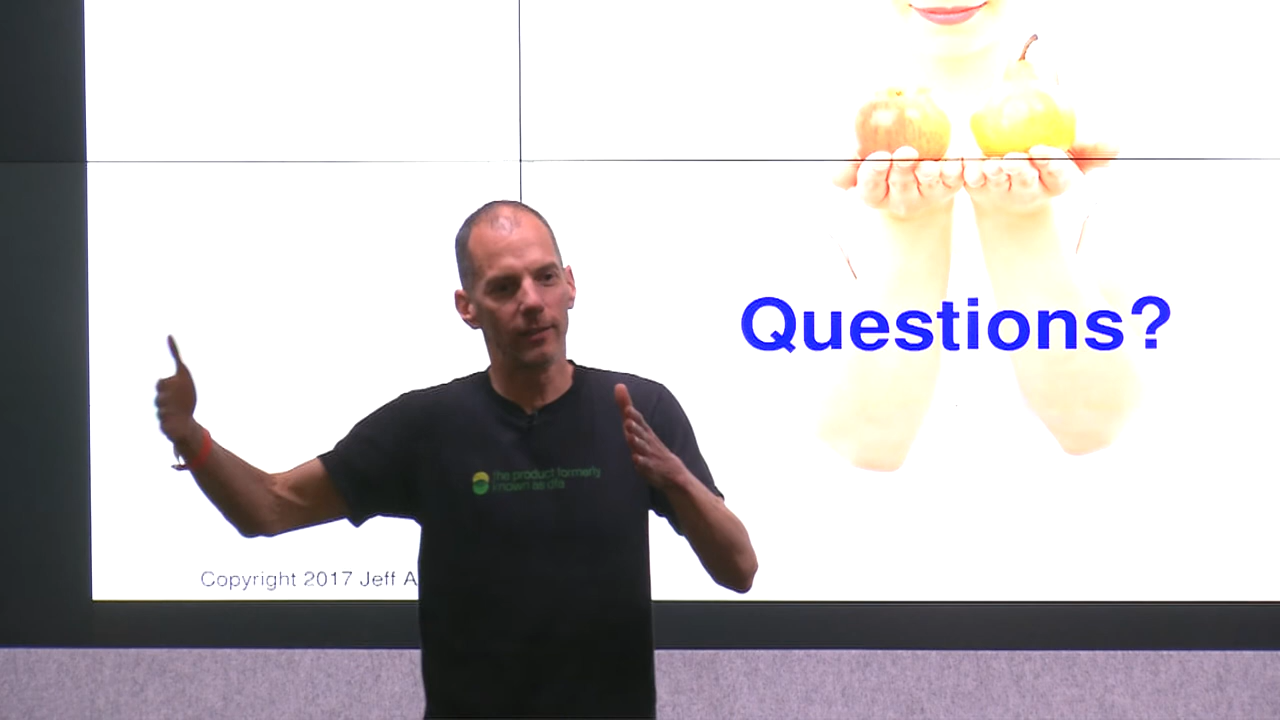 Questions?
the product formerly
known as dfa
Copyright 2017 Jeff A